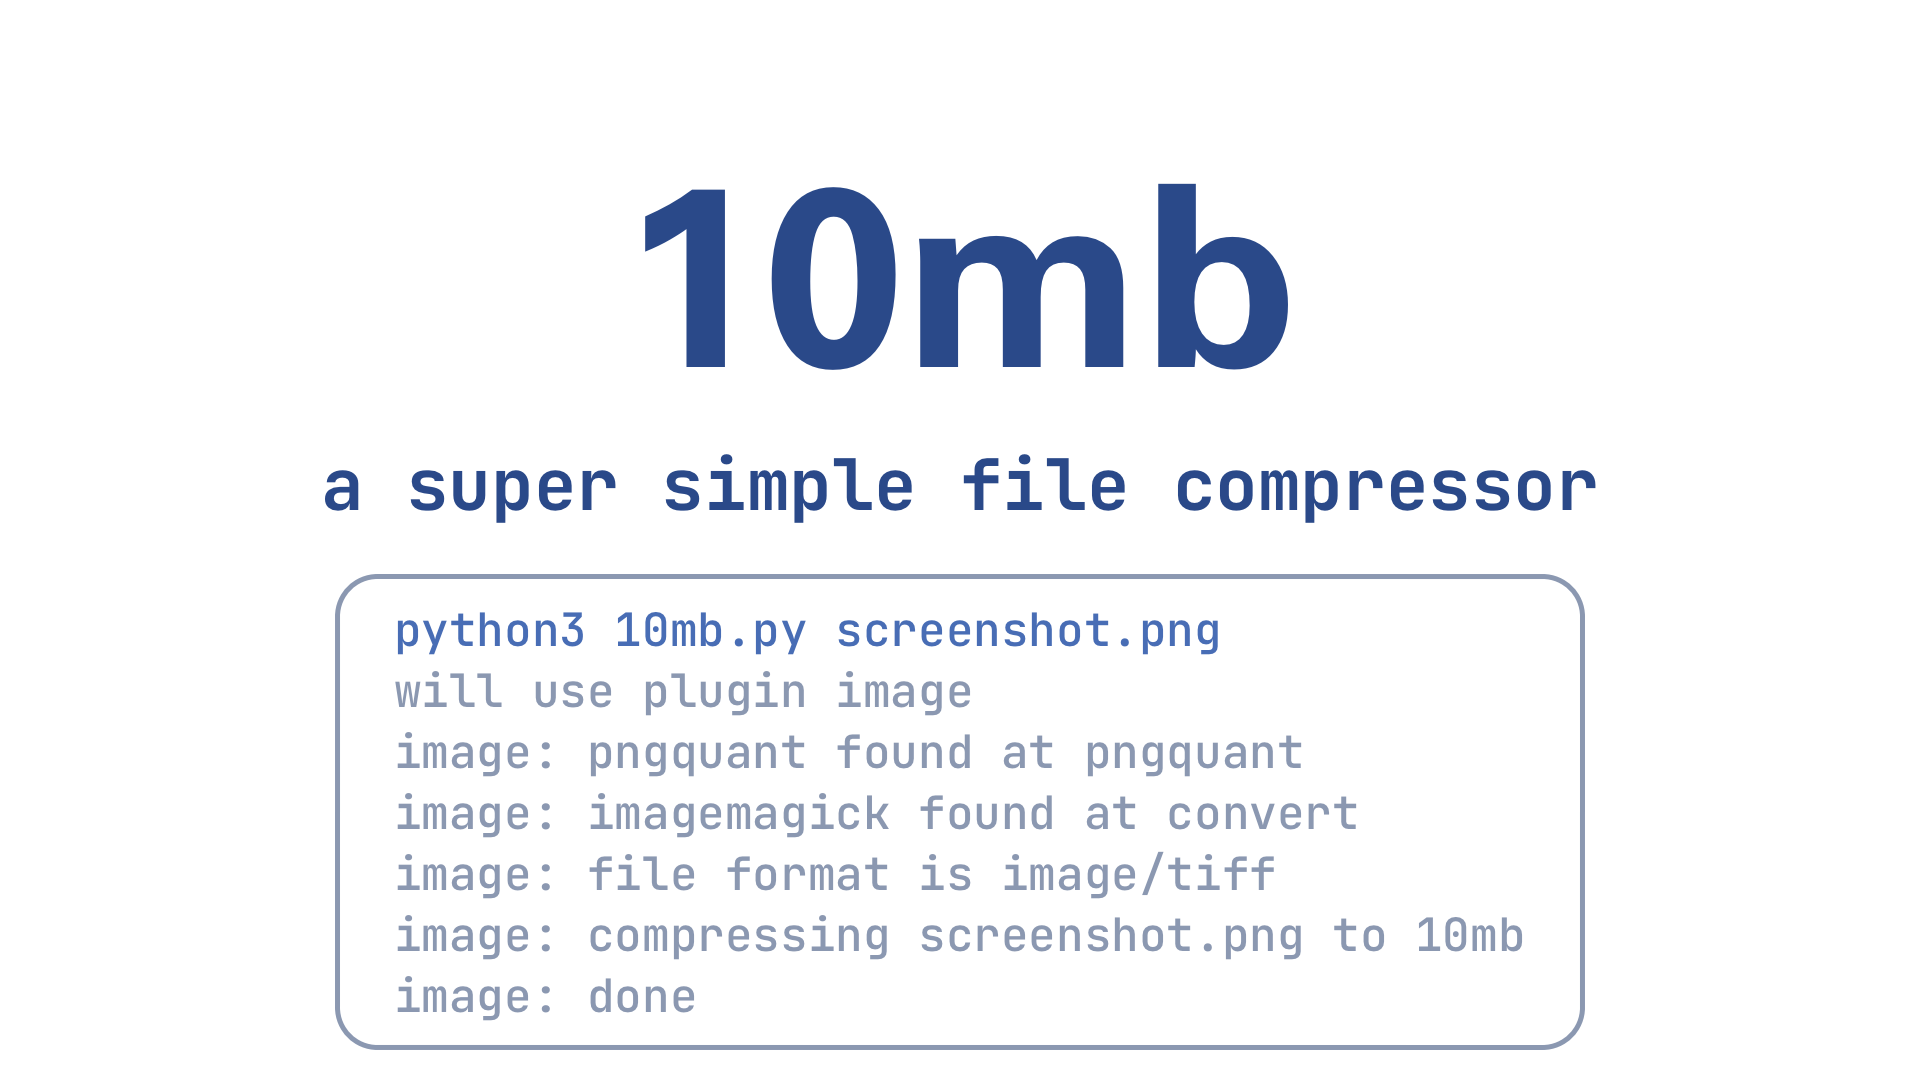 10mb
a super simple file compressor
python3 10mb.py screenshot.png
will use plugin image
image: pngquant found at pngquant
image: imagemagick found at convert
image: file format is image/tiff
image: compressing screenshot.png to 10mb
image: done